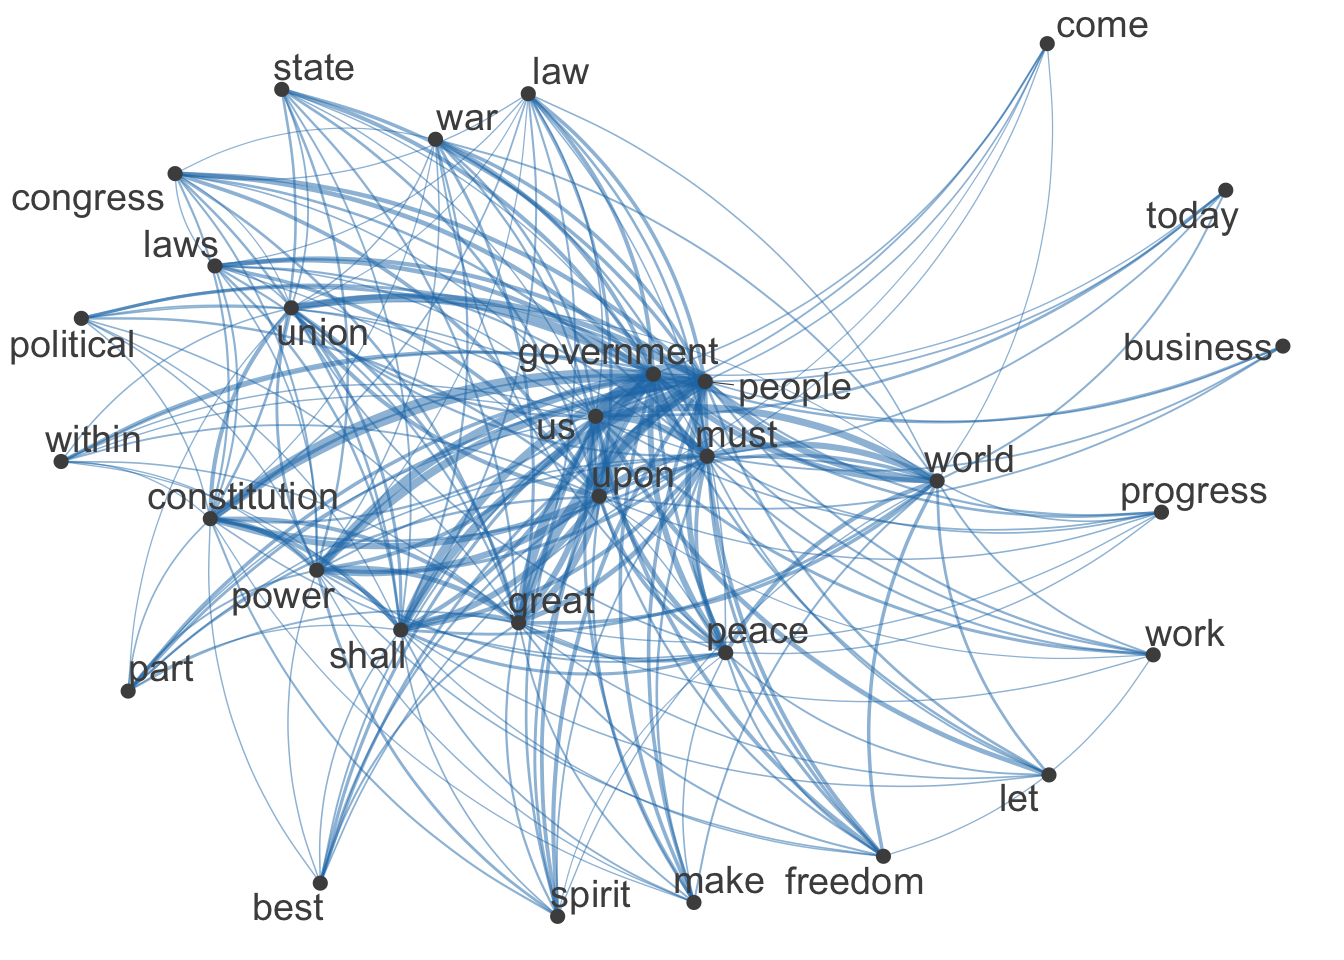 come
state
law
war
congress
today
laws
union
political
government
business
people
us
must
within
world
upon
constitution
progress
power
great
peace
work
shall
part
let
make
freedom
spirit
best